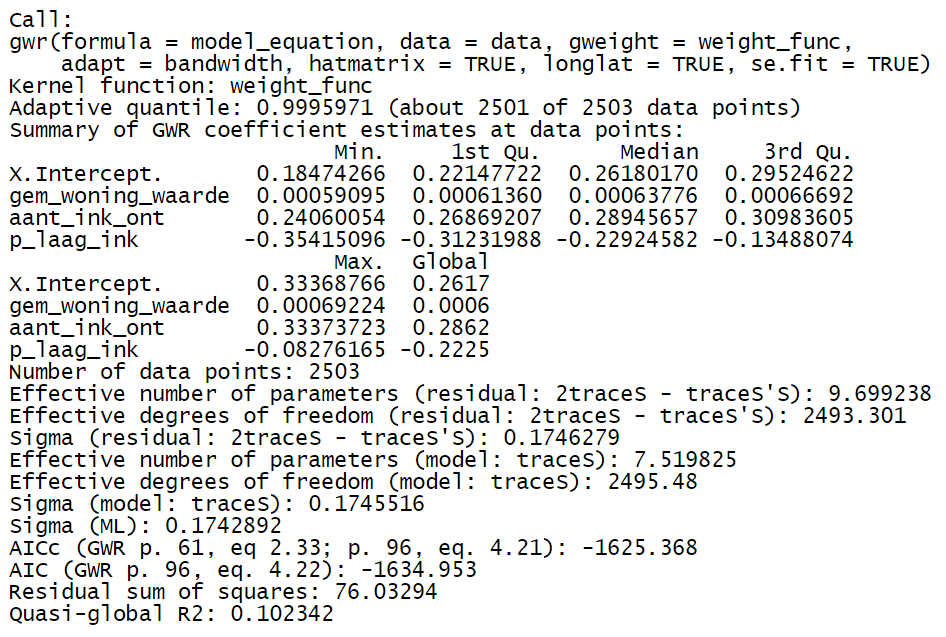 Call:
gwr(formula = model_equation, data = data, gweight = weight_func,
    adapt = bandwidth, hatmatrix = TRUE, longlat = TRUE, se.fit = TRUE)
Kernel function: weight_func
Adaptive quantile: 0.9995971 (about 2501 of 2503 data points)
Summary of GWR coefficient estimates at data points:
                         Min.     1st Qu.      Median     3rd Qu.
X.Intercept.       0.18474266  0.22147722  0.26180170  0.29524622
gem_woning_waarde  0.00059095  0.00061360  0.00063776  0.00066692
aant_ink_ont       0.24060054  0.26869207  0.28945657  0.30983605
p_laag_ink        -0.35415096 -0.31231988 -0.22924582 -0.13488074
                         Max.  Global
X.Intercept.       0.33368766  0.2617
gem_woning_waarde  0.00069224  0.0006
aant_ink_ont       0.33373723  0.2862
p_laag_ink        -0.08276165 -0.2225
Number of data points: 2503
Effective number of parameters (residual: 2traceS - traceS'S): 9.699238
Effective degrees of freedom (residual: 2traceS - traceS'S): 2493.301
Sigma (residual: 2traceS - traceS'S): 0.1746279
Effective number of parameters (model: traceS): 7.519825
Effective degrees of freedom (model: traceS): 2495.48
Sigma (model: traceS): 0.1745516
Sigma (ML): 0.1742892
AICc (GWR p. 61, eq 2.33; p. 96, eq. 4.21): -1625.368
AIC (GWR p. 96, eq. 4.22): -1634.953
Residual sum of squares: 76.03294
Quasi-global R2: 0.102342